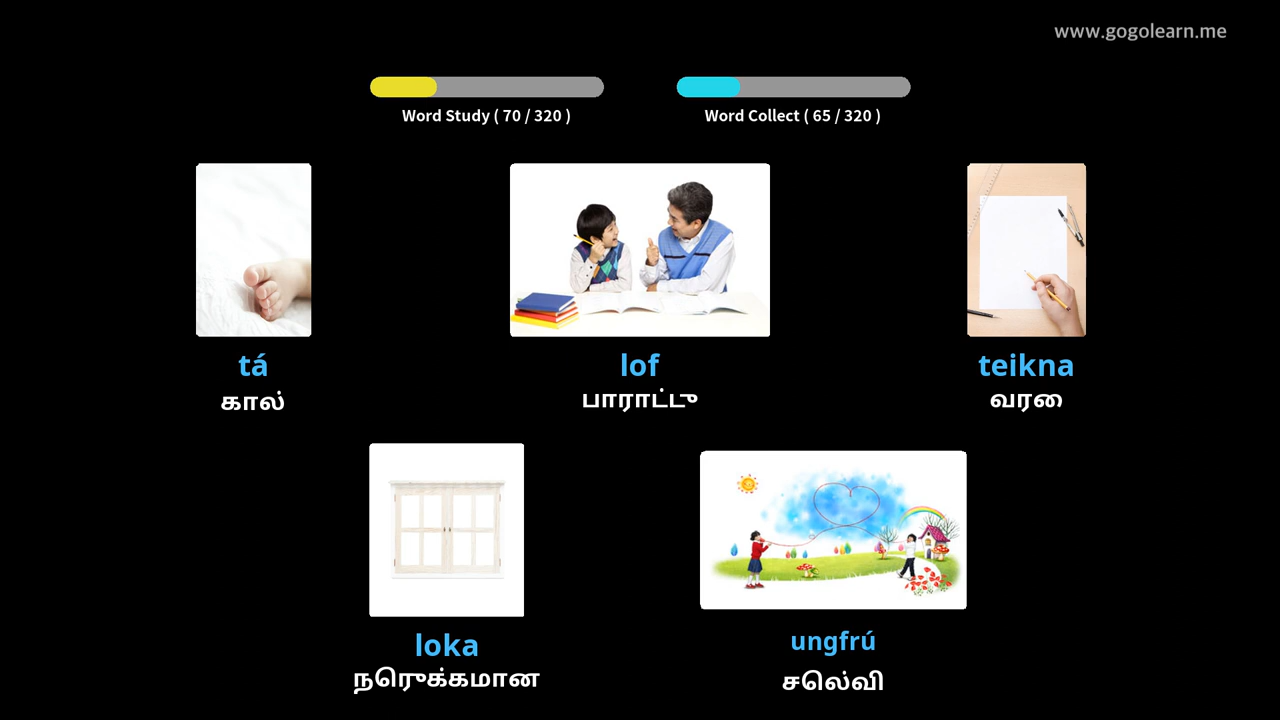 www.gogolearn.me
Word Study ( 70 / 320 )
Word Collect ( 65 / 320 )
tá
கால்
lof
பாராட்டு
teikna
வரை
loka
நெருக்கமான
ungfrú
செல்வி